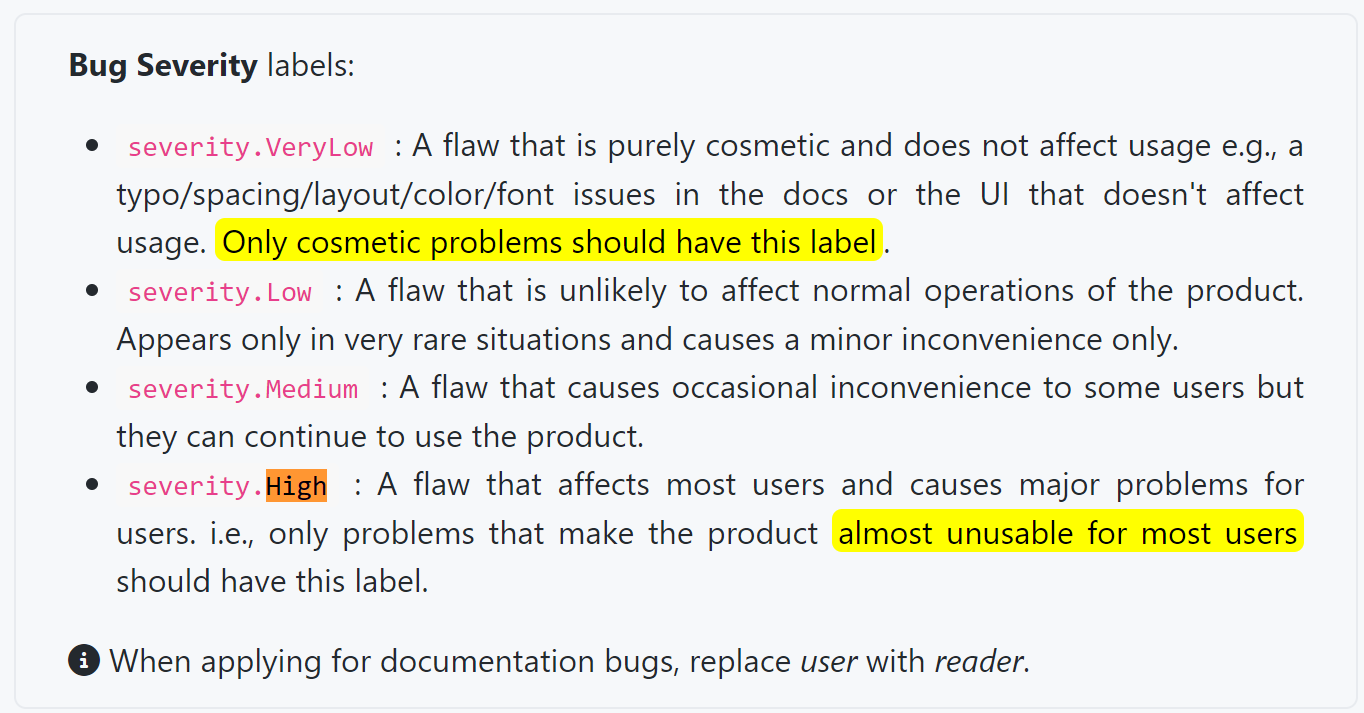 Bug Severity labels:
severity.VeryLow : A flaw that is purely cosmetic and does not affect usage e.g., a
typo/spacing/layout/color/font issues in the docs or the UI that doesn't affect
usage. Only cosmetic problems should have this label.
severity.Low : A flaw that is unlikely to affect normal operations of the product.
Appears only in very rare situations and causes a minor inconvenience only.
severity.Medium : A flaw that causes occasional inconvenience to some users but
they can continue to use the product.
severity.High : A flaw that affects most users and causes major problems for
users. i.e., only problems that make the product almost unusable for most users
should have this label.
When applying for documentation bugs, replace user with reader.